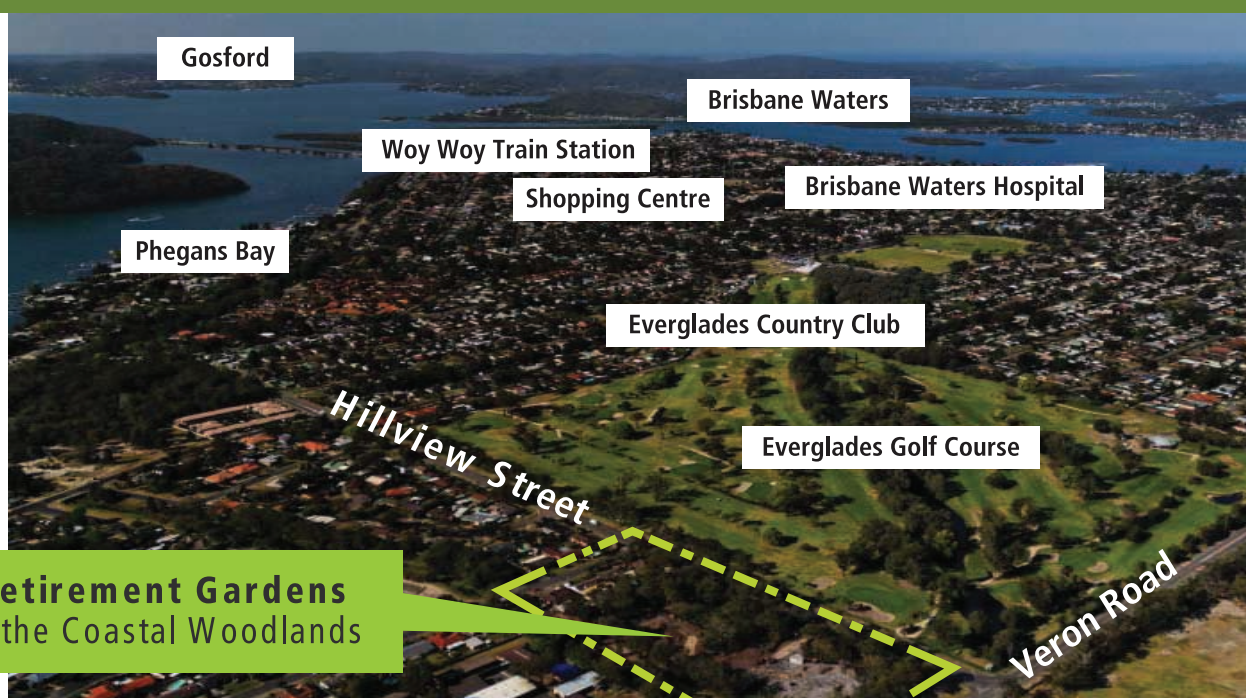 Gosford
Brisbane Waters
Woy Woy Train Station
Brisbane Waters Hospital
Shopping Centre
Phegans Bay
Everglades Country Club
Hillview Street
Everglades Golf Course
Veron Road
etirement Gardens
the Coastal Woodlands